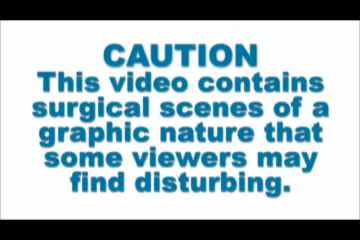 CAUTION
This video contains
surgical scenes of a
graphic nature that
some viewers may
find disturbing.